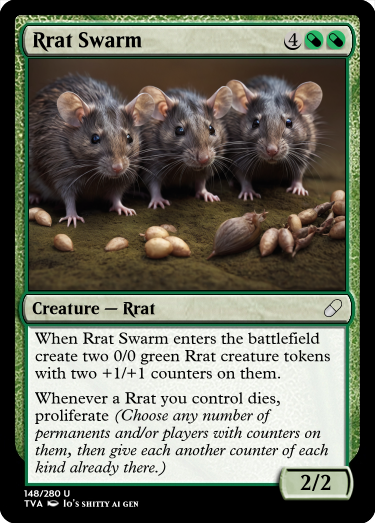 Rrat Swarm 4
Creature — Rrat
When Rrat Swarm enters the battlefield
create two 0/0 green Rrat creature tokens
with two +1/+1 counters on them.
Whenever a Rrat you control dies,
proliferate (Choose any number of
permanents and/or players with counters on
them, then give each another counter of each
kind already there.)
2/2
148/280 U
TVA Io's shitty ai gen